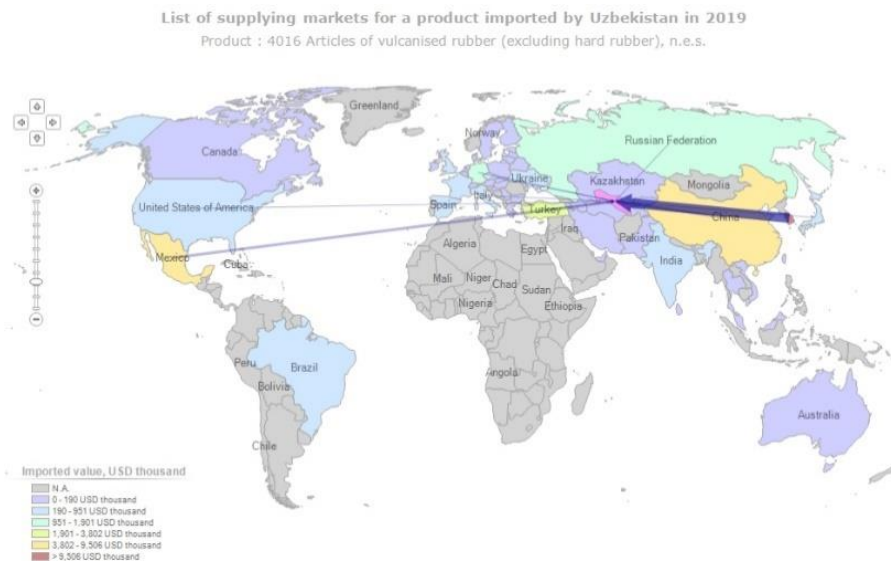 List of supplying markets for a product imported by Uzbekistan in 2019
Product : 4016 Articles of vulcanised rubber (excluding hard rubber), n.e.s.
Greenland
Norway
Russian Federation
Canada
Ukraine
Kazakhstan
Mongolia
United States of America
Spain
Italy
Turkey
China
Iraq
Pakistan
Mexico
Cuba
Algeria
Egypt
India
Mali
Niger
Chad
Sudan
Nigeria
Ethiopia
Peru
Brazil
Bolivia
Angola
Chile
Australia
Imported value, USD thousand
N.A.
0 - 190 USD thousand
190 - 951 USD thousand
951 - 1,901 USD thousand
1,901 - 3,802 USD thousand
3,802 - 9,506 USD thousand
> 9,506 USD thousand